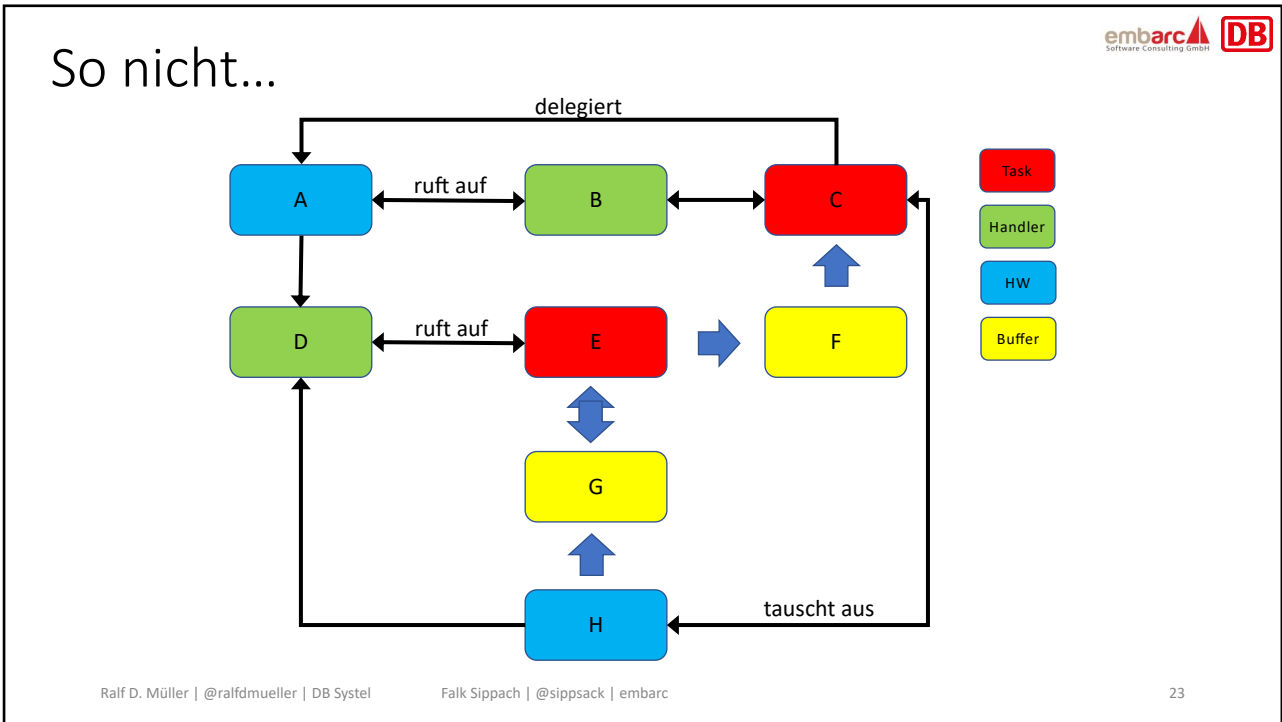 So nicht...
embarc
Software Consulting GmbH
DB
delegiert
A
ruft auf
B
C
Task
Handler
HW
Buffer
D
ruft auf
E
F
G
H
tauscht aus
Ralf D. Müller | @ralfdmueller | DB Systel
Falk Sippach | @sippsack | embarc
23